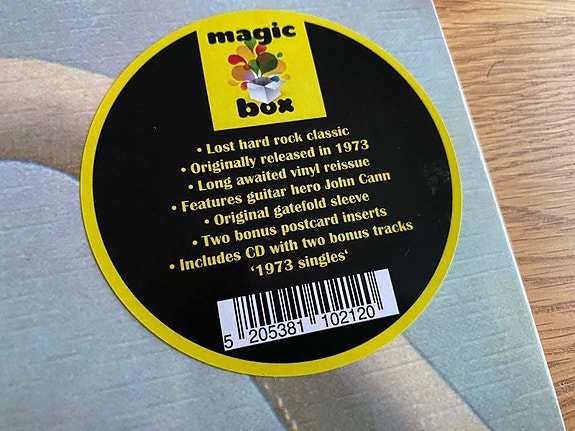 magic
box
• Lost hard rock classic
• Originally released in 1973
• Long awaited vinyl reissue
• Features guitar hero John Cann
• Original gatefold sleeve
• Two bonus postcard inserts
• Includes CD with two bonus tracks
‘1973 singles‘
5 205381 102120